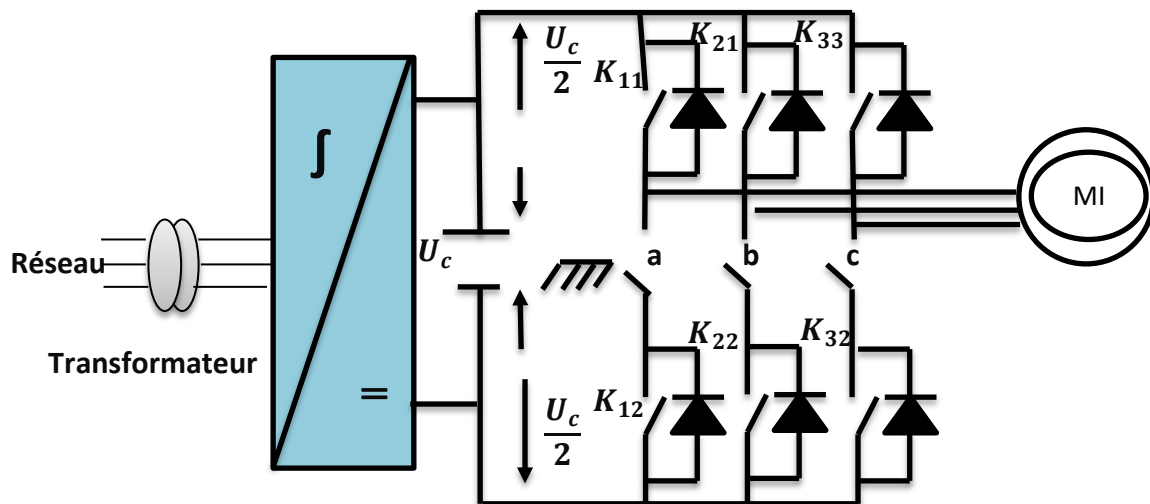 U_c/2
K_11
K_21
K_33
∫
MI
Réseau
U_c
a
b
c
Transformateur
=
K_22
K_32
U_c/2
K_12